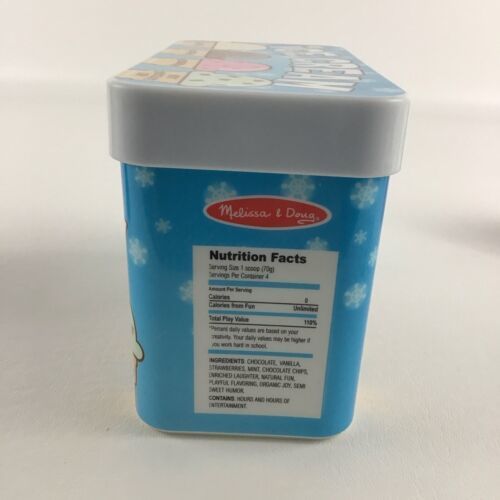 ICE CREAM
Melissa & Doug
Nutrition Facts
Serving Size 1 scoop (70g)
Servings Per Container 4
Amount Per Serving
Calories 0
Calories from Fun Unlimited
Total Play Value 110%
*Percent daily values are based on your
creativity. Your daily values may be higher if
you work hard in school.
INGREDIENTS: CHOCOLATE, VANILLA,
STRAWBERRIES, MINT, CHOCOLATE CHIPS,
ENRICHED LAUGHTER, NATURAL FUN,
PLAYFUL FLAVORING, ORGANIC JOY, SEMI
SWEET HUMOR.
CONTAINS: HOURS AND HOURS OF
ENTERTAINMENT.